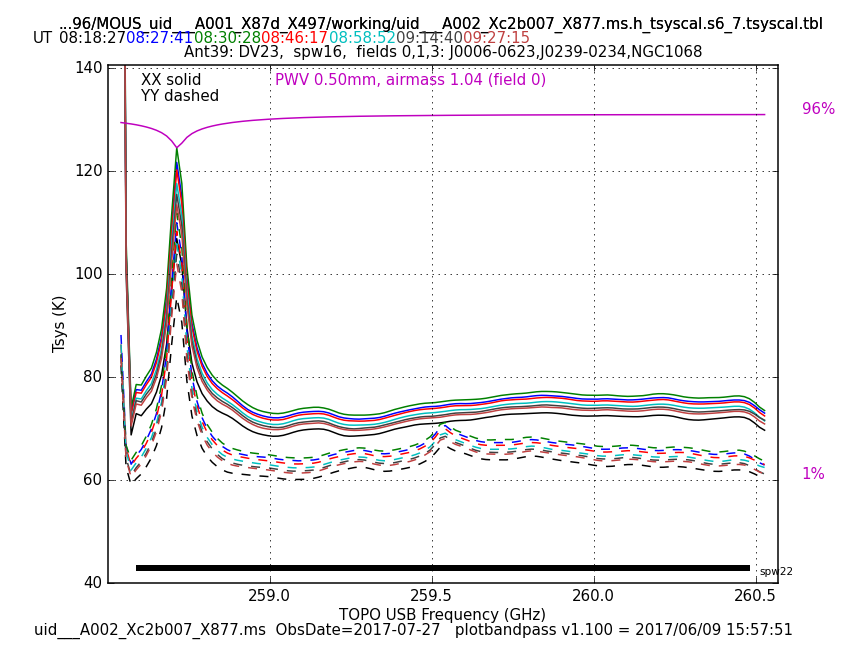 ...96/MOUS_uid___A001_X87d_X497/working/uid___A002_Xc2b007_X877.ms.h_tsyscal.s6_7.tsyscal.tbl
UT 08:18:27 08:27:41 08:30:28 08:46:17 08:58:52 09:14:40 09:27:15
Ant39: DV23, spw16, fields 0,1,3: J0006-0623,J0239-0234,NGC1068
XX solid
YY dashed
PWV 0.50mm, airmass 1.04 (field 0)
96%
1%
140
120
100
80
60
40
Tsys (K)
spw22
259.0 259.5 260.0 260.5
TOPO USB Frequency (GHz)
uid___A002_Xc2b007_X877.ms ObsDate=2017-07-27 plotbandpass v1.100 = 2017/06/09 15:57:51